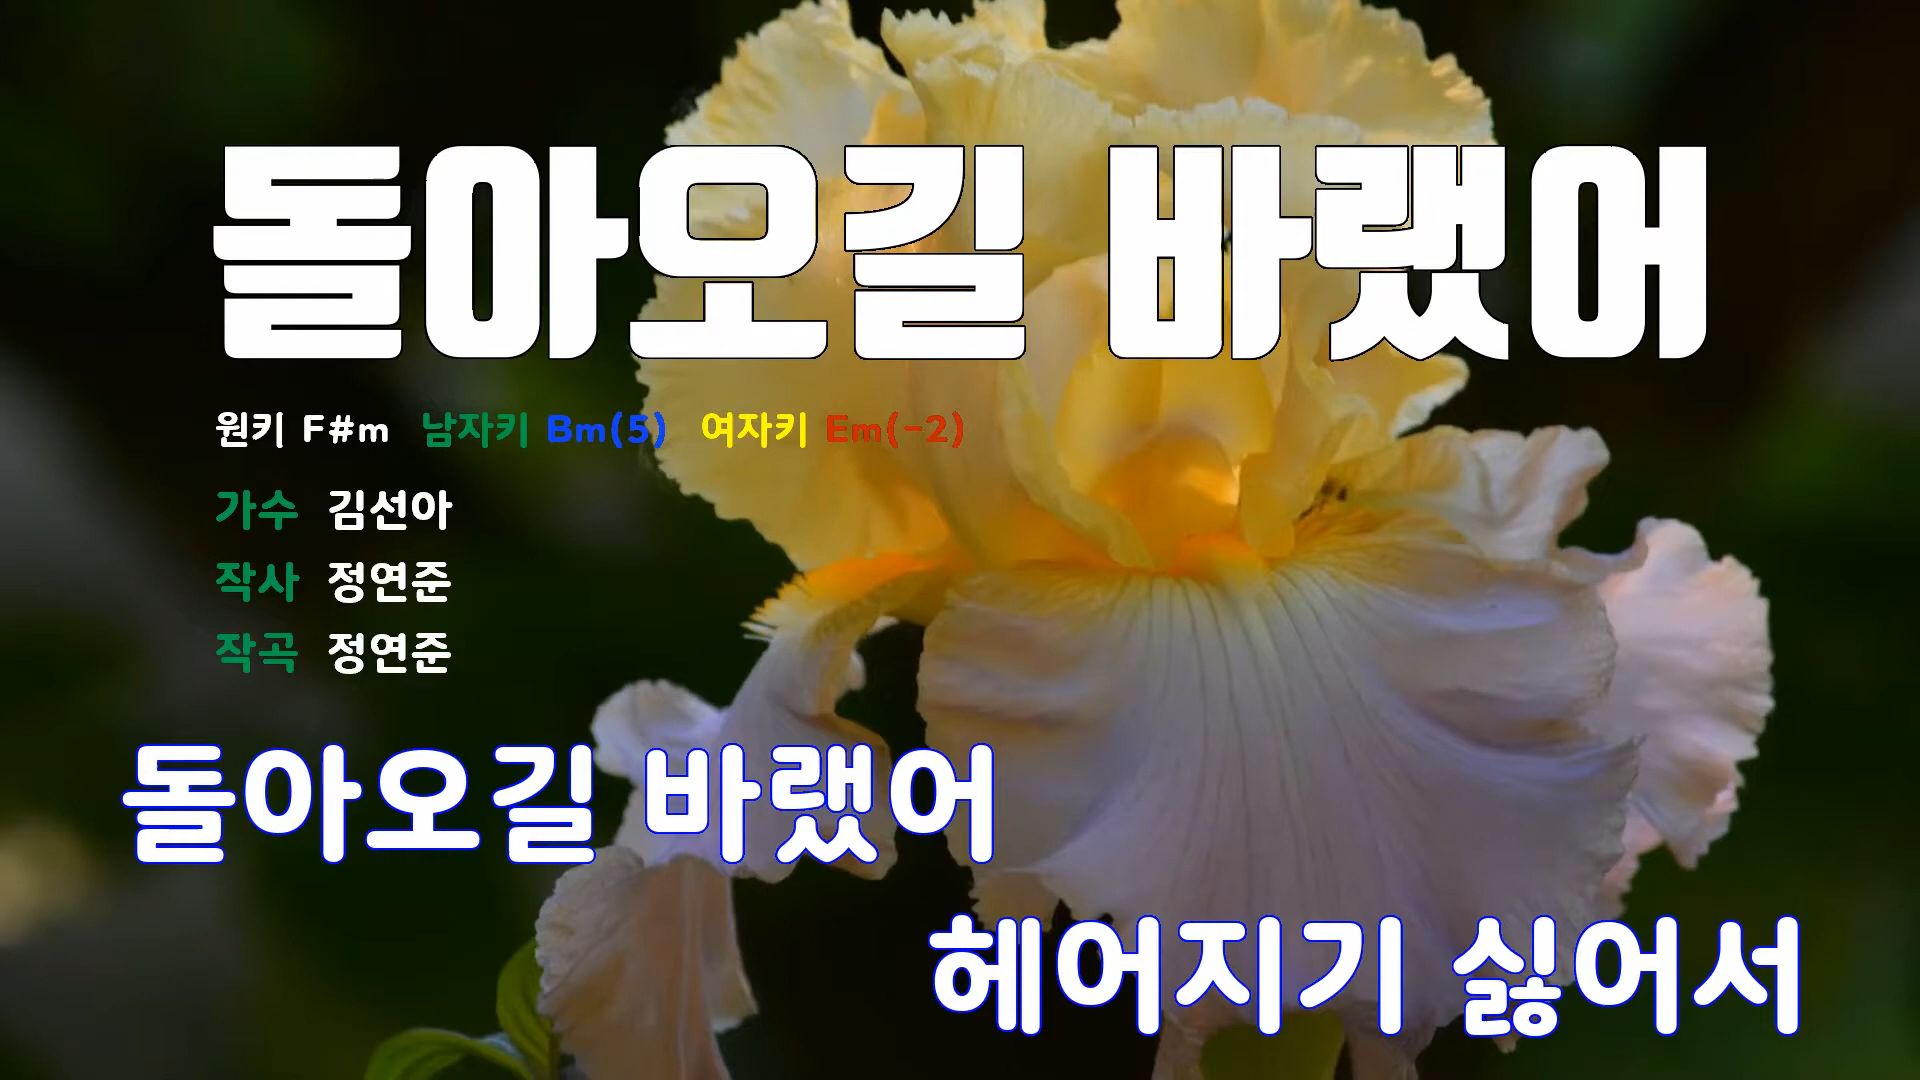 돌아오길 바랬어
원키 F#m 남자키 Bm(5) 여자키 Em(-2)
가수 김선아
작사 정연준
작곡 정연준
돌아오길 바랬어
헤어지기 싫어서